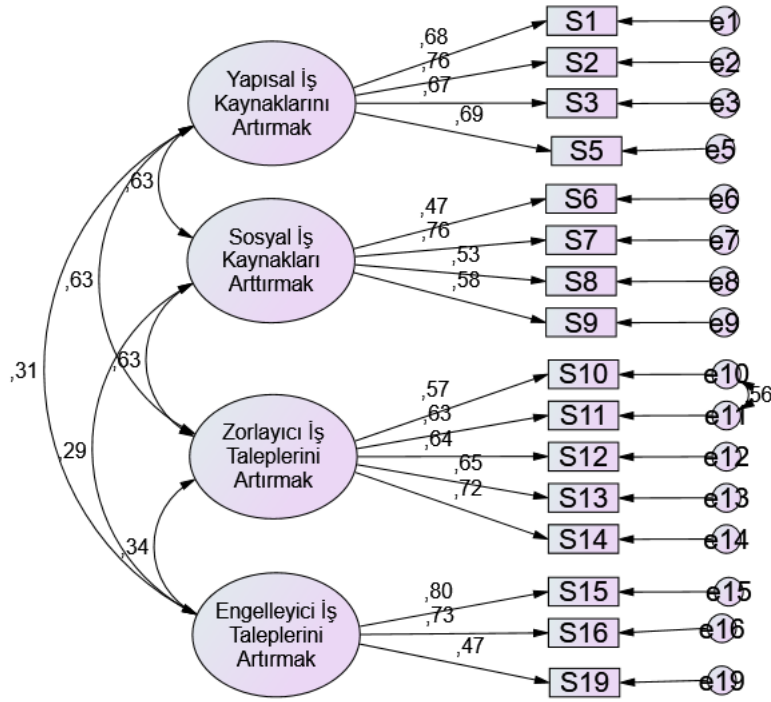 ,68
S1
e1
,76
S2
e2
,67
S3
e3
,69
S5
e5
Yapısal İş
Kaynaklarını
Artırmak
,63
,47
S6
e6
,76
S7
e7
,53
S8
e8
,58
S9
e9
Sosyal İş
Kaynakları
Arttırmak
,63
,63
,31
,29
,57
S10
e10
,56
,63
S11
e11
,64
S12
e12
,65
S13
e13
,72
S14
e14
Zorlayıcı İş
Taleplerini
Artırmak
,34
,80
S15
e15
,73
S16
e16
,47
S19
e19
Engelleyici İş
Taleplerini
Artırmak